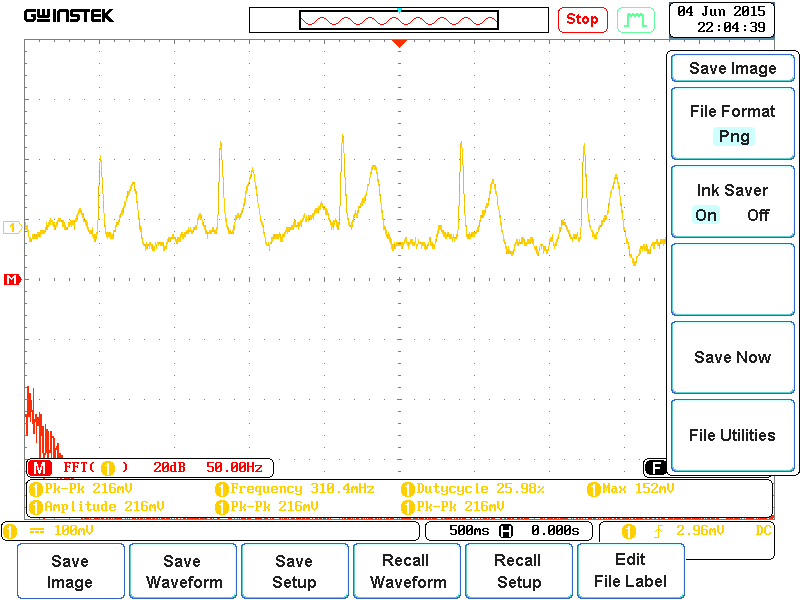 GWINSTEK
Stop
04 Jun 2015
22:04:39
Save Image
File Format
Png
Ink Saver
On Off
Save Now
File Utilities
1
M
M FFT( 1 ) 20dB 50.00Hz
F
1 Pk-Pk 216mV 1 Frequency 310.4mHz 1 Dutycycle 25.98% 1 Max 152mV
1 Amplitude 216mV 1 Pk-Pk 216mV 1 Pk-Pk 216mV
1 100mV 500ms H 0.000s 1 2.96mV DC
Save
Image
Save
Waveform
Save
Setup
Recall
Waveform
Recall
Setup
Edit
File Label